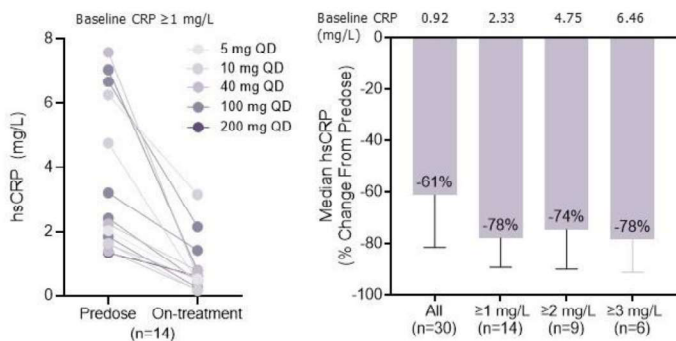 Baseline CRP ≥1 mg/L
hsCRP (mg/L)
8
6
4
2
0
5 mg QD
10 mg QD
40 mg QD
100 mg QD
200 mg QD
Predose
On-treatment
(n=14)
Baseline CRP 0.92 2.33 4.75 6.46
(mg/L)
Median hsCRP
(% Change From Predose)
0
-20
-40
-60
-80
-100
-61%
-78%
-74%
-78%
All ≥1 mg/L ≥2 mg/L ≥3 mg/L
(n=30) (n=14) (n=9) (n=6)